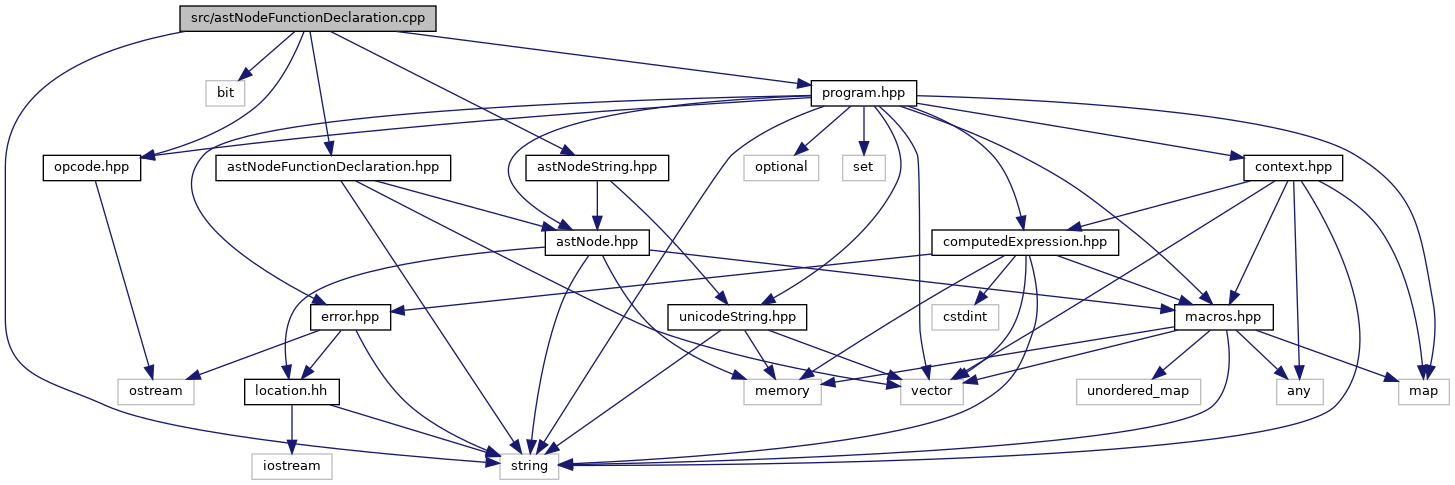 src/astNodeFunctionDeclaration.cpp
bit
program.hpp
opcode.hpp
astNodeFunctionDeclaration.hpp
astNodeString.hpp
optional
set
context.hpp
astNode.hpp
computedExpression.hpp
error.hpp
unicodeString.hpp
cstdint
macros.hpp
ostream
location.hh
memory
vector
unordered_map
any
map
iostream
string